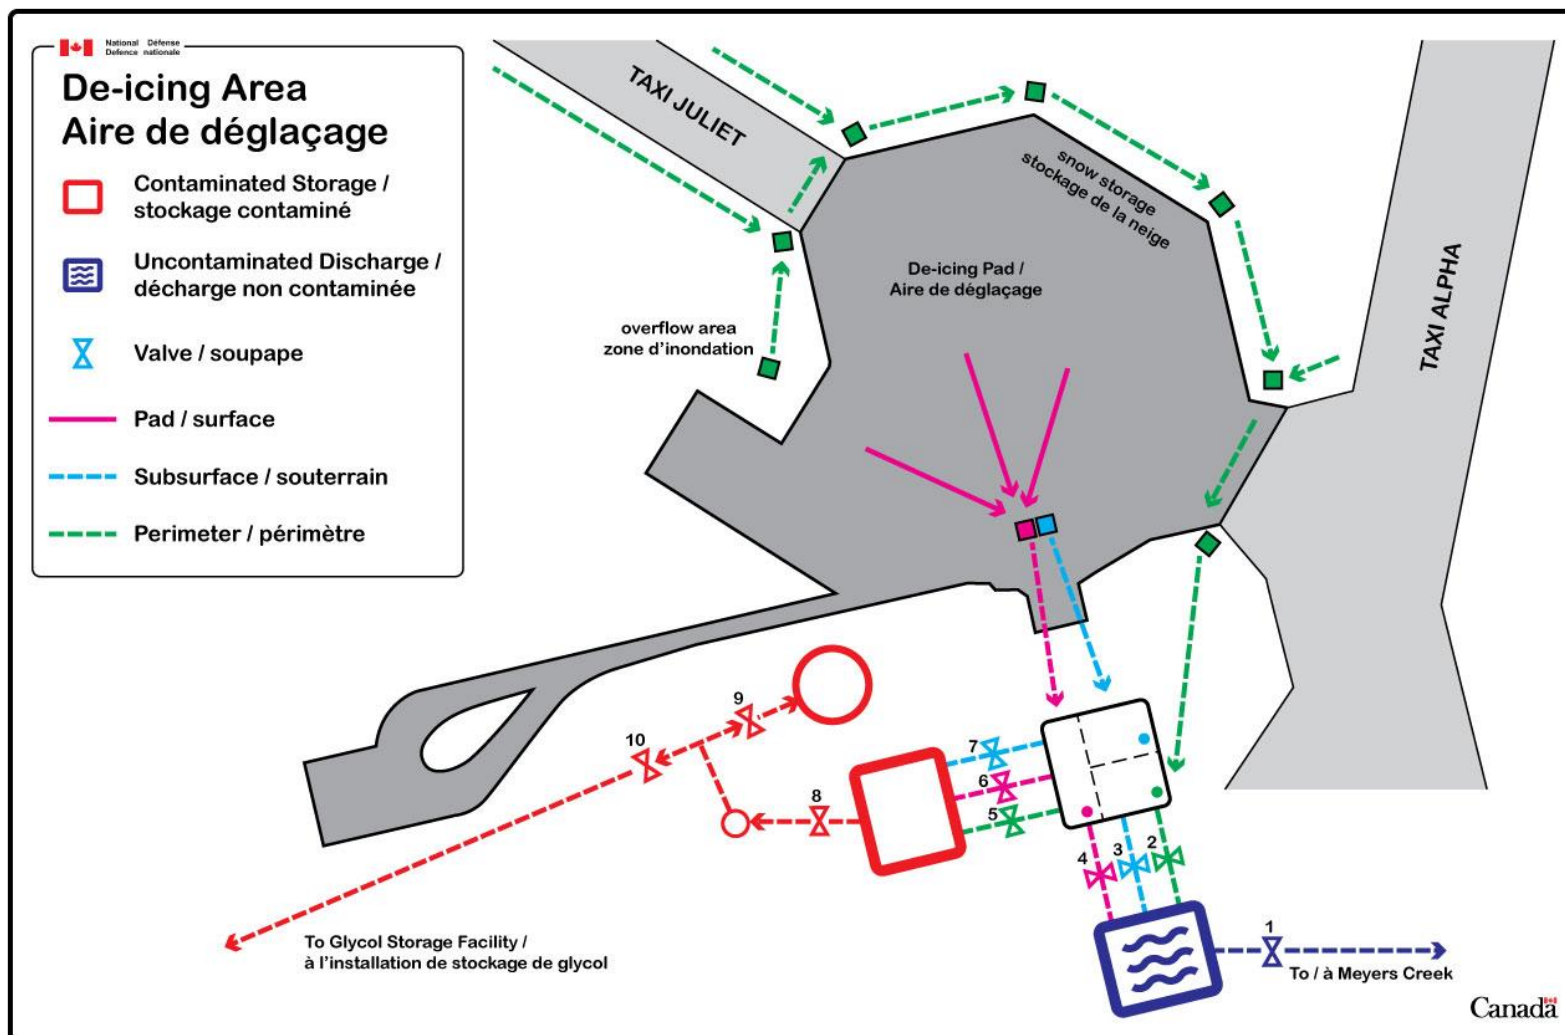 National Défense
Defence nationale
De-icing Area
Aire de déglaçage
Contaminated Storage /
stockage contaminé
Uncontaminated Discharge /
décharge non contaminée
Valve / soupape
Pad / surface
Subsurface / souterrain
Perimeter / périmètre
TAXI JULIET
snow storage
stockage de la neige
De-icing Pad /
Aire de déglaçage
TAXI ALPHA
overflow area
zone d'inondation
9
10
7
6
8
5
4
3
2
1
To Glycol Storage Facility /
à l'installation de stockage de glycol
To / à Meyers Creek
Canada